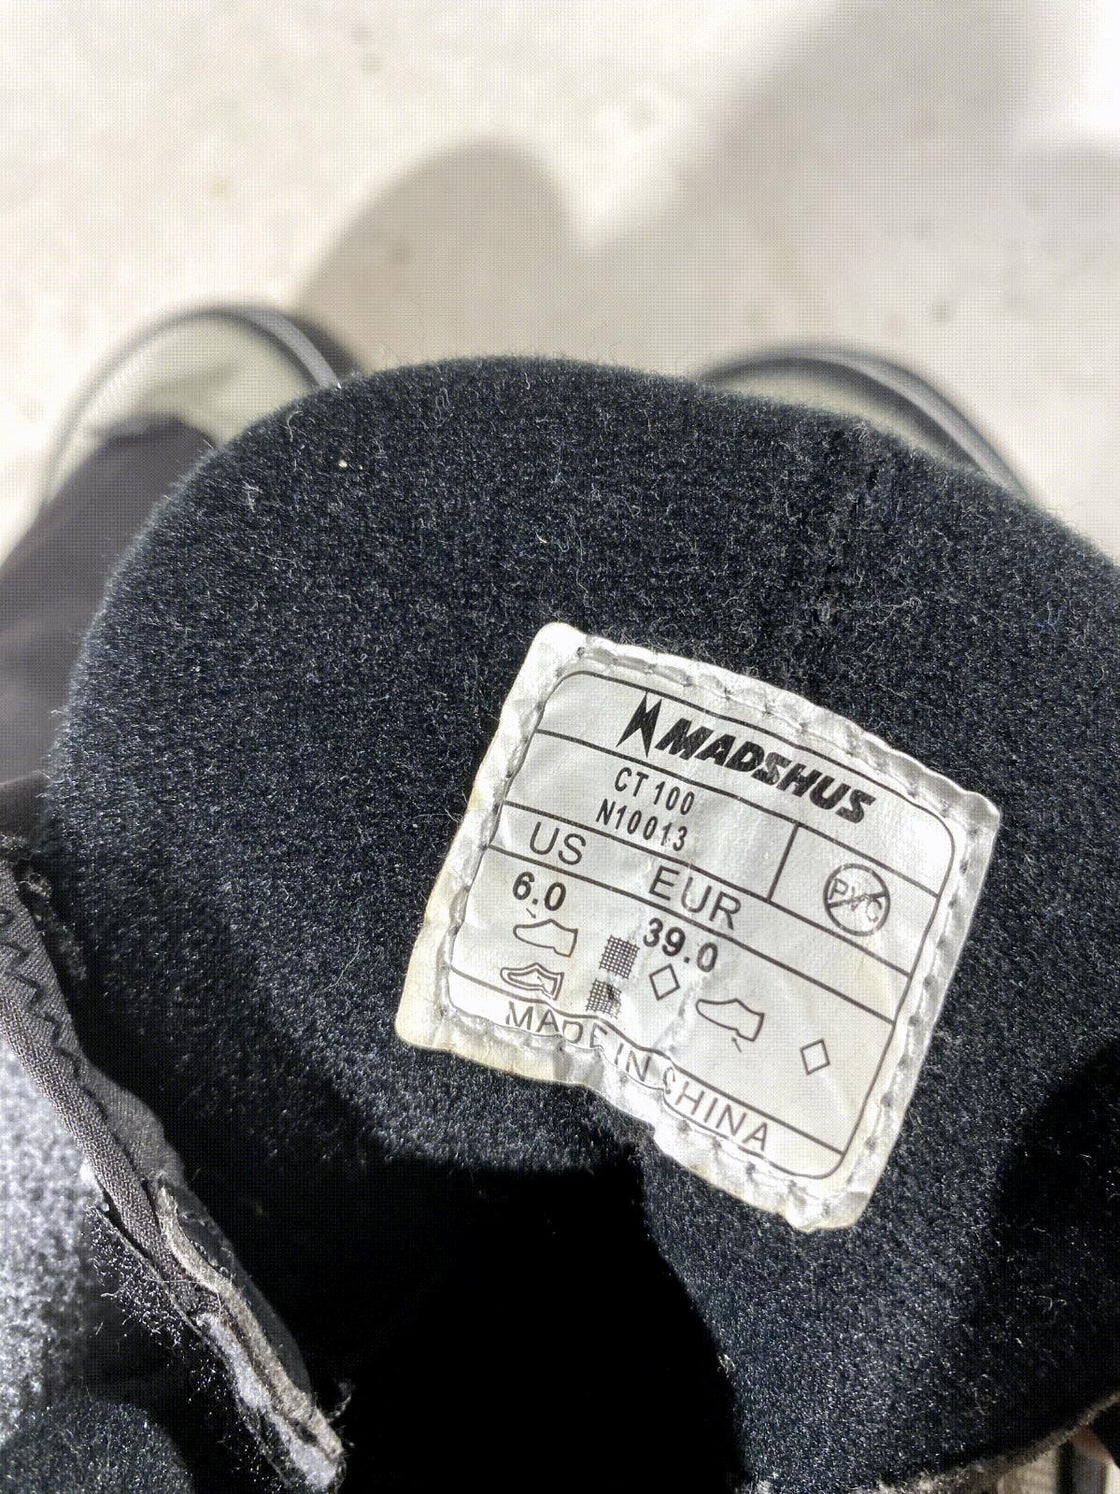 MADSHUS
CT 100
N10013
PVC
US EUR
6.0 39.0
MADE IN CHINA